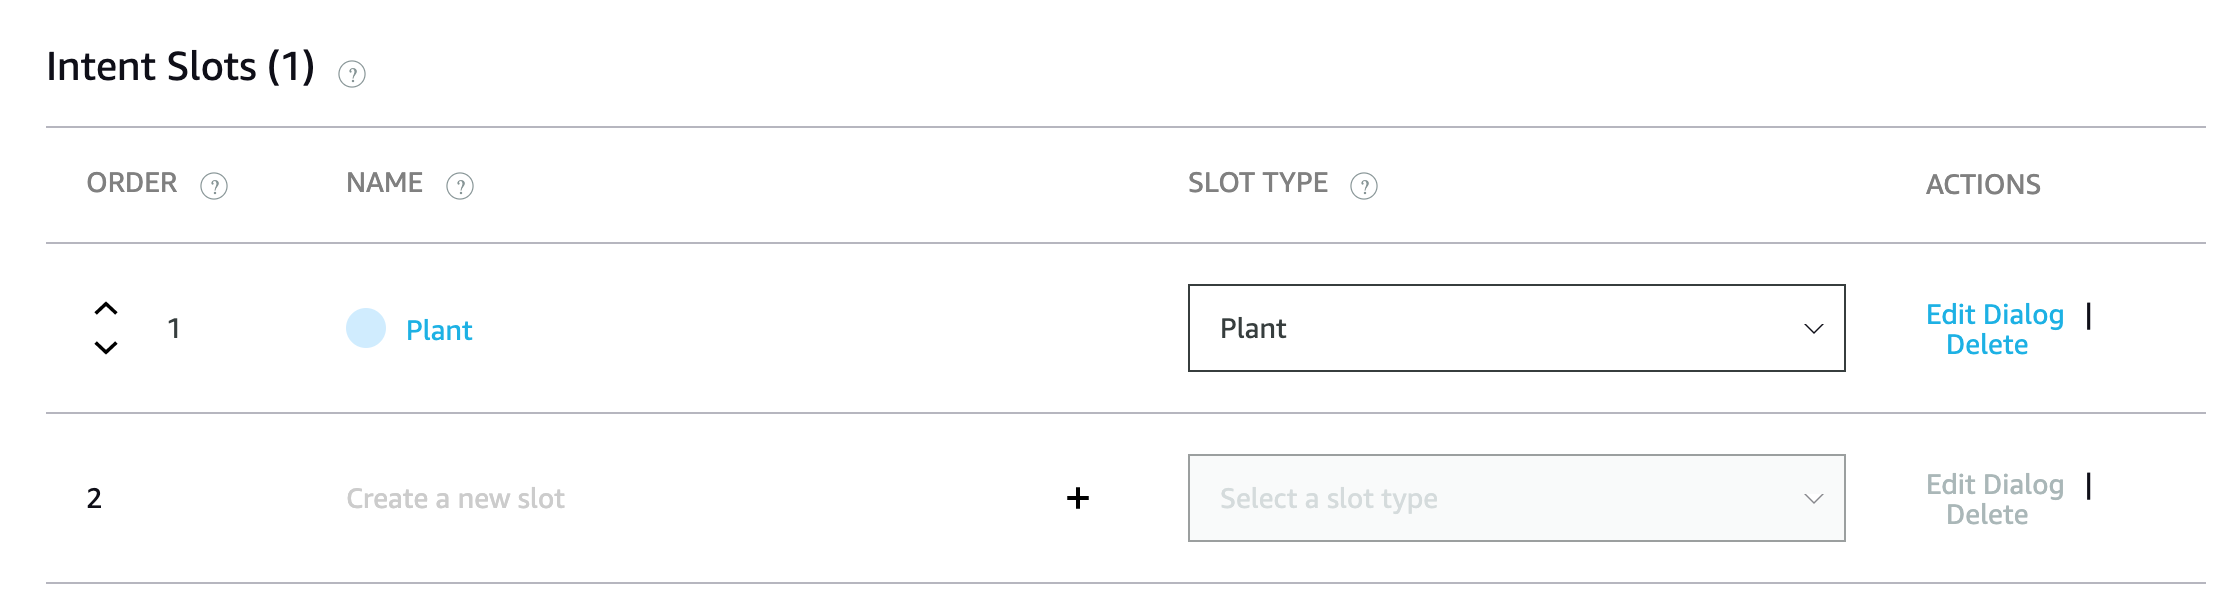 Intent Slots (1) ?
ORDER ? NAME ? SLOT TYPE ? ACTIONS
1 Plant Plant Edit Dialog |
Delete
2 Create a new slot + Select a slot type Edit Dialog |
Delete